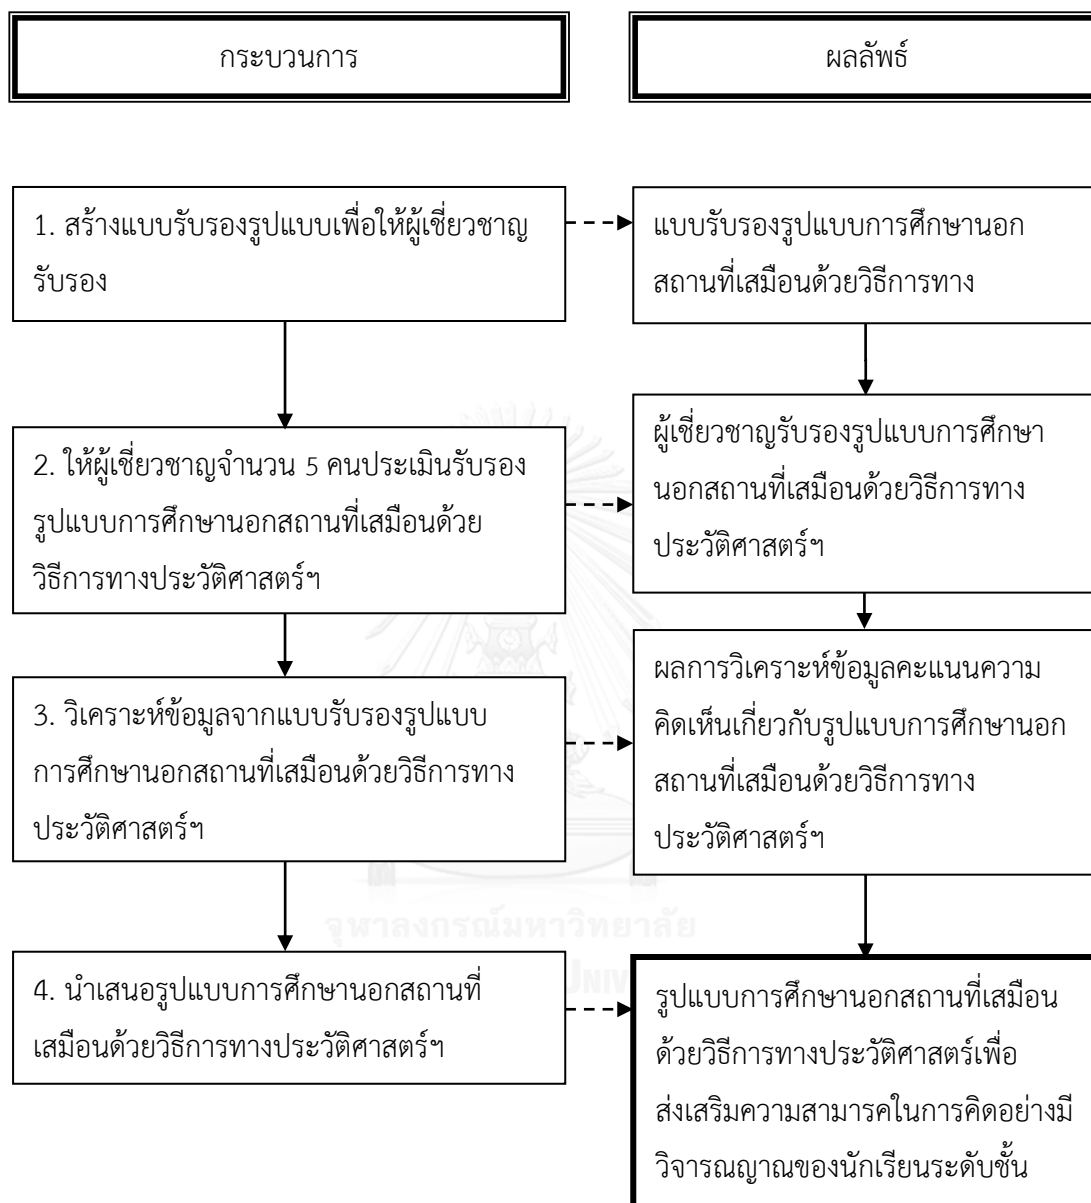 กระบวนการ
ผลลัพธ์
1. สร้างแบบรับรองรูปแบบเพื่อให้ผู้เชี่ยวชาญ
รับรอง
แบบรับรองรูปแบบการศึกษานอก
สถานที่เสมือนด้วยวิธีการทาง
2. ให้ผู้เชี่ยวชาญจำนวน 5 คนประเมินรับรอง
รูปแบบการศึกษานอกสถานที่เสมือนด้วย
วิธีการทางประวัติศาสตร์ฯ
ผู้เชี่ยวชาญรับรองรูปแบบการศึกษา
นอกสถานที่เสมือนด้วยวิธีการทาง
ประวัติศาสตร์ฯ
3. วิเคราะห์ข้อมูลจากแบบรับรองรูปแบบ
การศึกษานอกสถานที่เสมือนด้วยวิธีการทาง
ประวัติศาสตร์ฯ
ผลการวิเคราะห์ข้อมูลคะแนนความ
คิดเห็นเกี่ยวกับรูปแบบการศึกษานอก
สถานที่เสมือนด้วยวิธีการทาง
ประวัติศาสตร์ฯ
จุฬาลงกรณ์มหาวิทยาลัย
4. นำเสนอรูปแบบการศึกษานอกสถานที่
เสมือนด้วยวิธีการทางประวัติศาสตร์ฯ
รูปแบบการศึกษานอกสถานที่เสมือน
ด้วยวิธีการทางประวัติศาสตร์เพื่อ
ส่งเสริมความสามารคในการคิดอย่างมี
วิจารณญาณของนักเรียนระดับชั้น